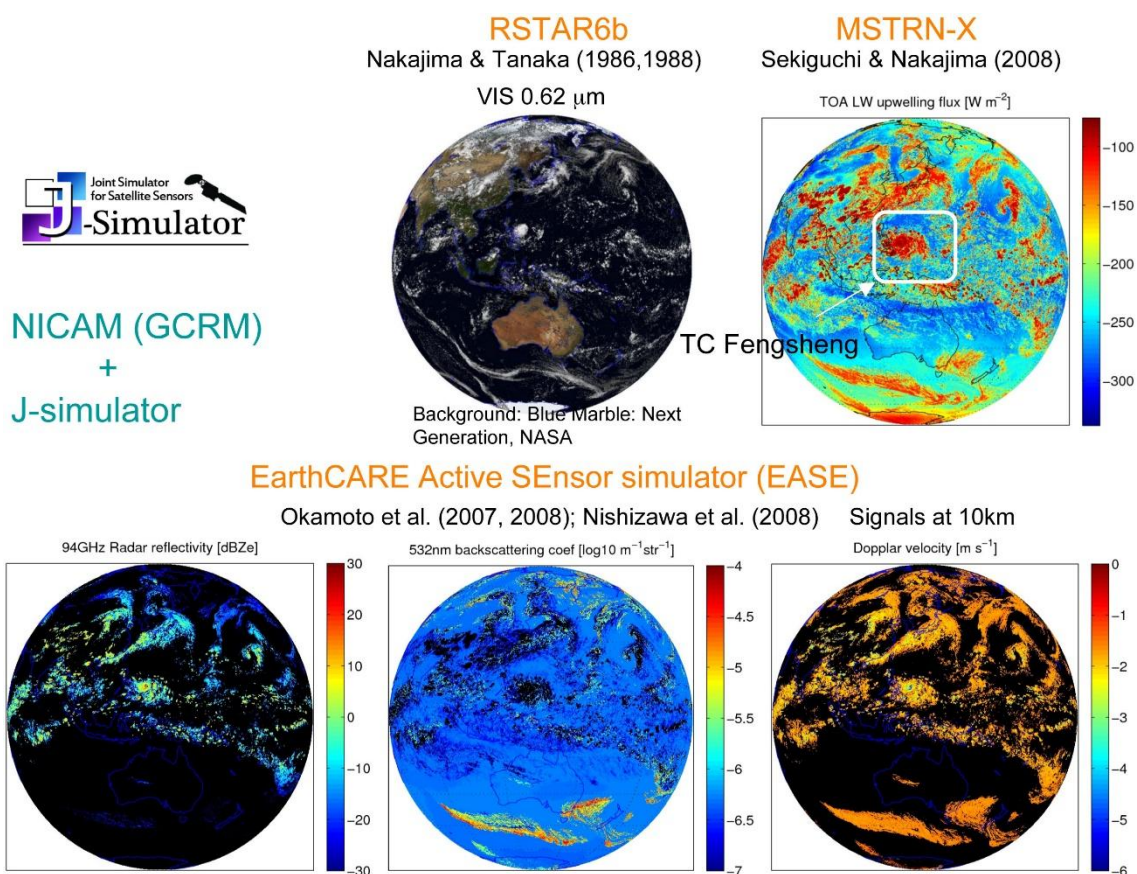 RSTAR6b
Nakajima & Tanaka (1986,1988)
VIS 0.62 μm
MSTRN-X
Sekiguchi & Nakajima (2008)
TOA LW upwelling flux [W m⁻²]
−100
−150
−200
−250
−300
Joint Simulator
for Satellite Sensors
J-Simulator
NICAM (GCRM)
+
J-simulator
TC Fengsheng
Background: Blue Marble: Next
Generation, NASA
EarthCARE Active SEnsor simulator (EASE)
Okamoto et al. (2007, 2008); Nishizawa et al. (2008) Signals at 10km
94GHz Radar reflectivity [dBZe]
30
20
10
0
−10
−20
−30
532nm backscattering coef [log10 m⁻¹str⁻¹]
−4
−4.5
−5
−5.5
−6
−6.5
−7
Dopplar velocity [m s⁻¹]
0
−1
−2
−3
−4
−5
−6